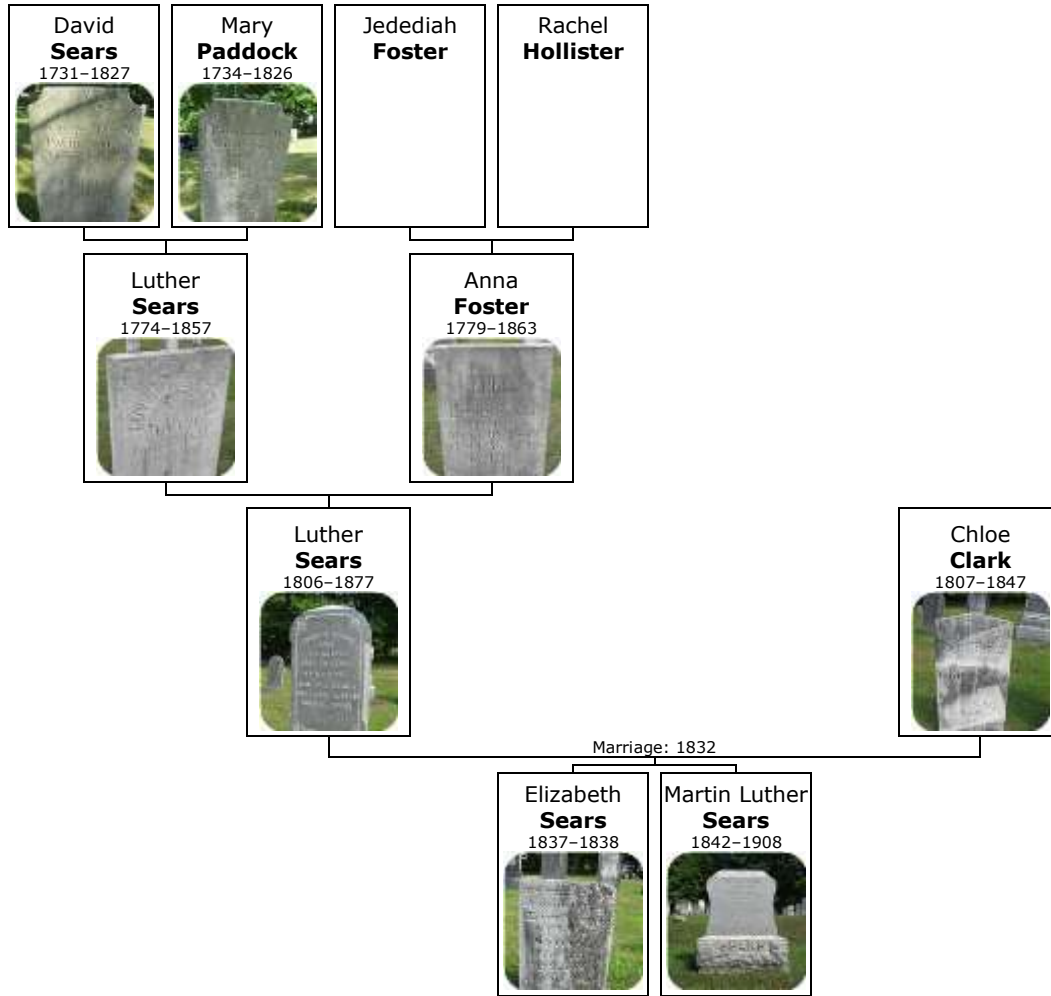 David
Sears
1731–1827
Mary
Paddock
1734–1826
Jedediah
Foster
Rachel
Hollister
Luther
Sears
1774–1857
Anna
Foster
1779–1863
Luther
Sears
1806–1877
Chloe
Clark
1807–1847
Marriage: 1832
Elizabeth
Sears
1837–1838
Martin Luther
Sears
1842–1908